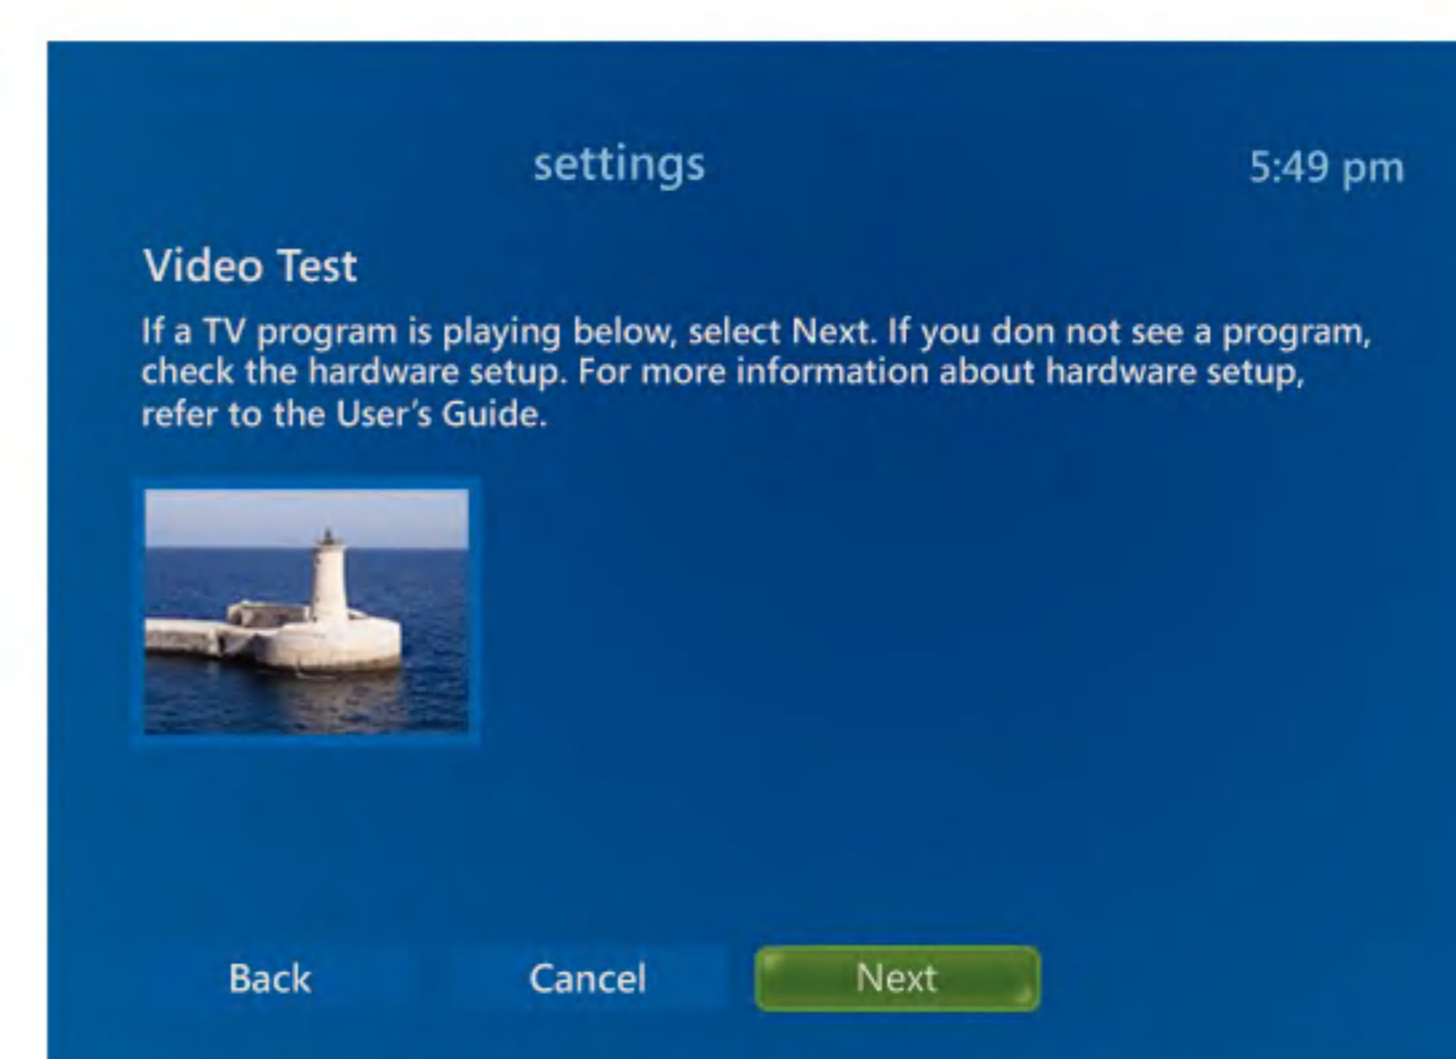 settings
5:49 pm
Video Test
If a TV program is playing below, select Next. If you don not see a program,
check the hardware setup. For more information about hardware setup,
refer to the User's Guide.
Back
Cancel
Next